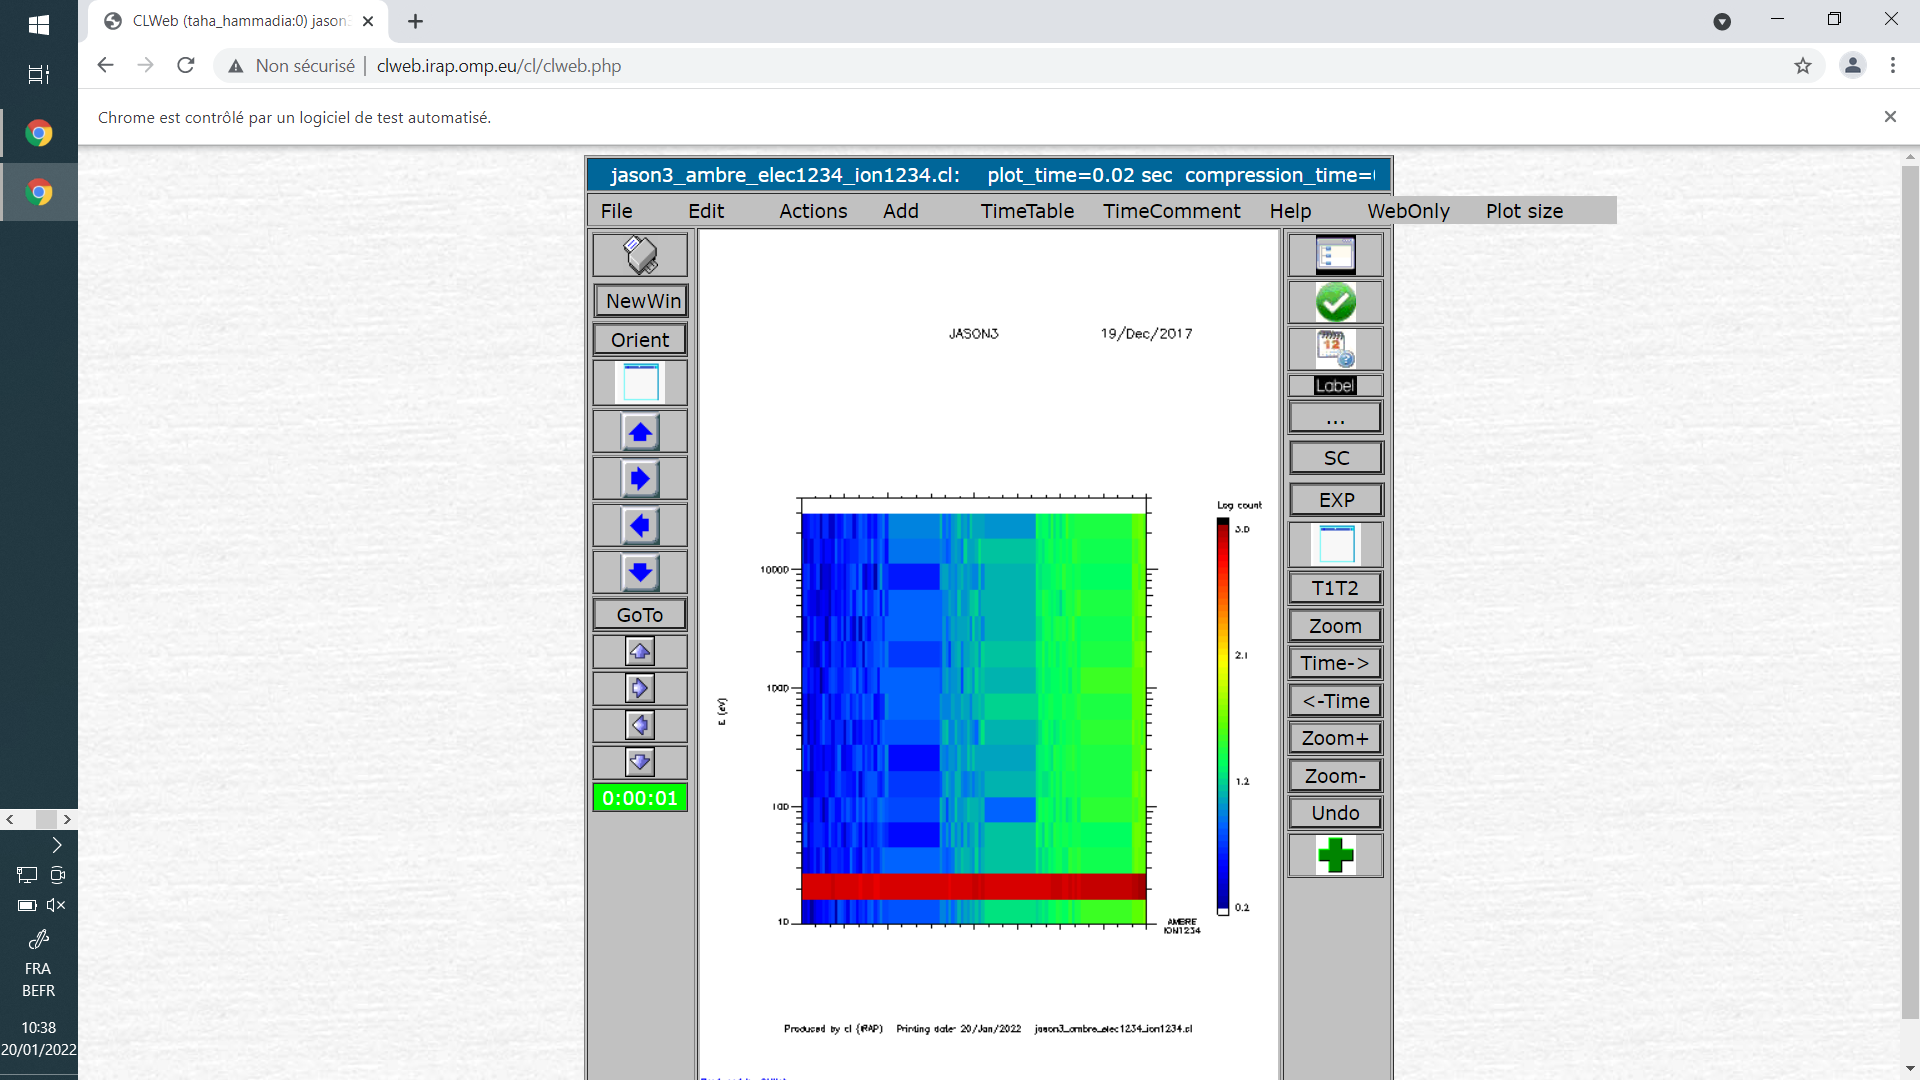 CLWeb (taha_hammadia:0) jason3
Non sécurisé | clweb.irap.omp.eu/cl/clweb.php
Chrome est contrôlé par un logiciel de test automatisé.
jason3_ambre_elec1234_ion1234.cl: plot_time=0.02 sec compression_time=
File Edit Actions Add TimeTable TimeComment Help WebOnly Plot size
NewWin
Orient
GoTo
0:00:01
JASON3 19/Dec/2017
Log count
3.0
2.1
1.2
0.2
10000
1000
100
10
E (eV)
AMBRE
ION1234
Produced by cl (IRAP) Printing date: 20/Jan/2022 jason3_ambre_elec1234_ion1234.cl
12
Label
...
SC
EXP
T1T2
Zoom
Time->
<-Time
Zoom+
Zoom-
Undo
FRA
BEFR
10:38
20/01/2022